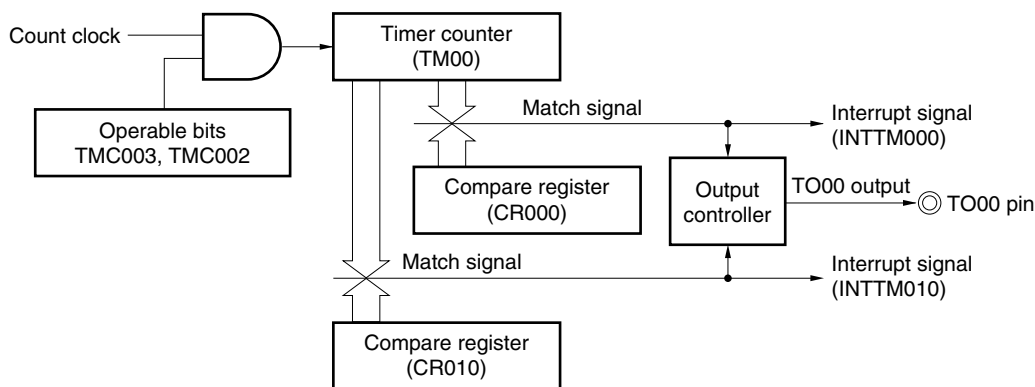 Count clock
Timer counter
(TM00)
Operable bits
TMC003, TMC002
Match signal
Interrupt signal
(INTTM000)
Compare register
(CR000)
Output
controller
TO00 output
TO00 pin
Match signal
Interrupt signal
(INTTM010)
Compare register
(CR010)